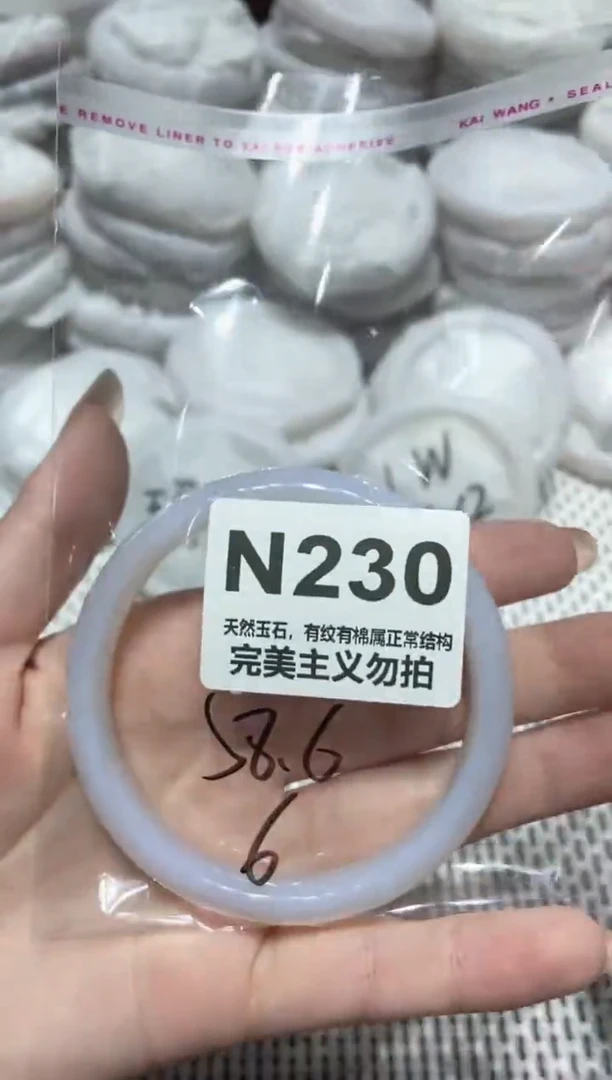 E REMOVE LINER TO
KAI WANG * SEAL
LW
N230
天然玉石，有纹有棉属正常结构
完美主义勿拍
58.6
6